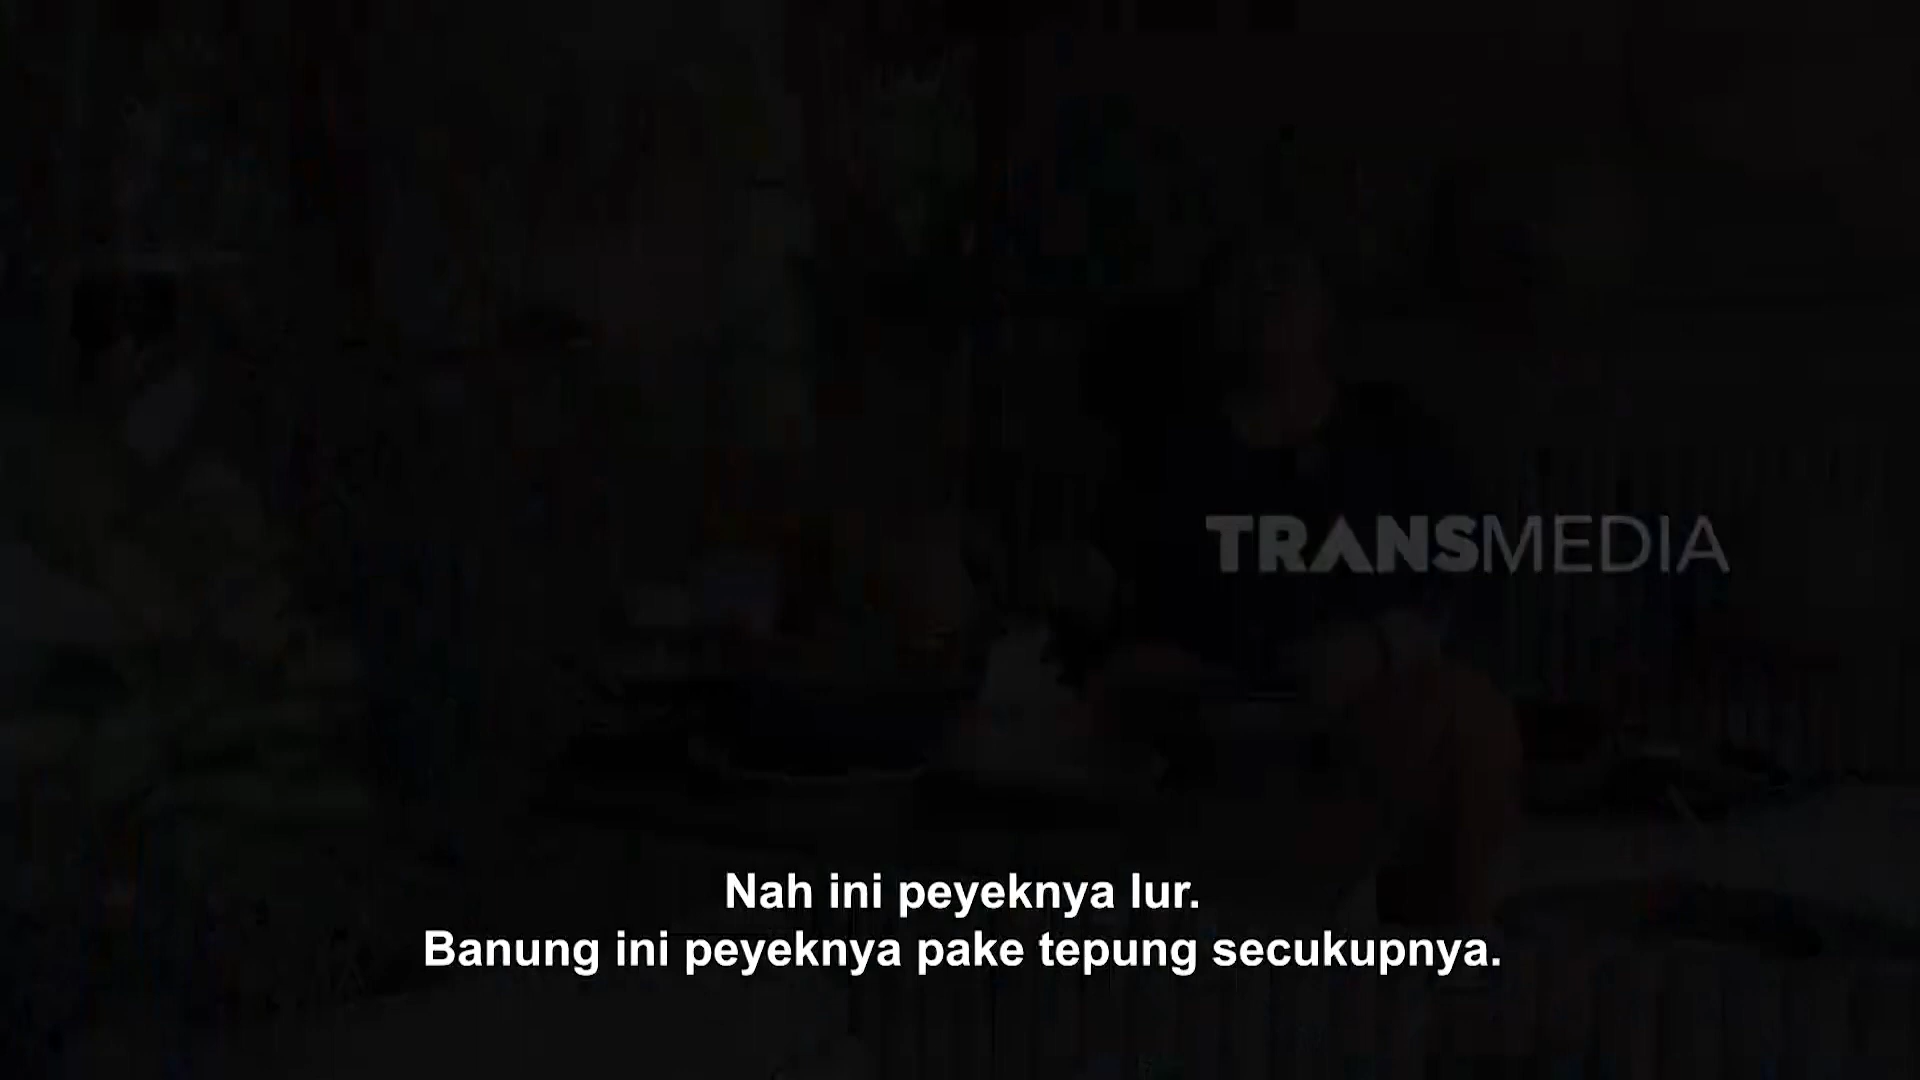 TRANSMEDIA
Nah ini peyeknya lur.
Banung ini peyeknya pake tepung secukupnya.